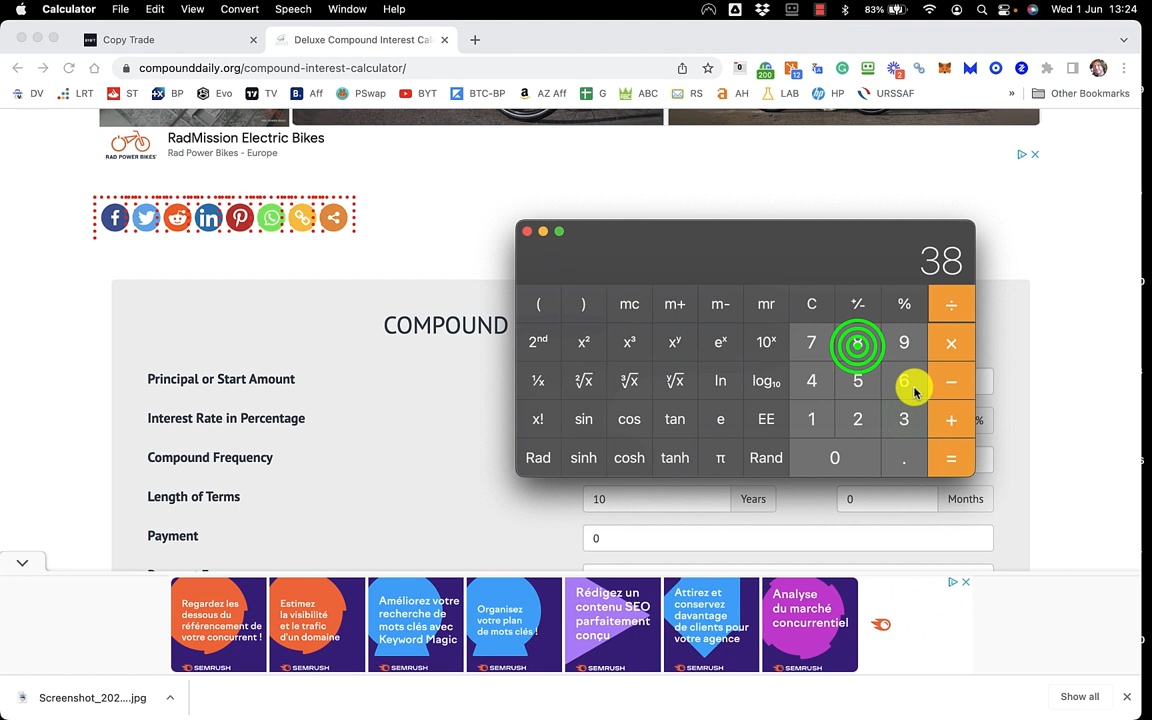 Calculator File Edit View Convert Speech Window Help 83% Wed 1 Jun 13:24
Copy Trade Deluxe Compound Interest Cal
compounddaily.org/compound-interest-calculator/
DV LRT ST BP Evo TV Aff PSwap BYT BTC-BP AZ Aff G ABC RS AH LAB HP URSSAF » Other Bookmarks
RadMission Electric Bikes
Rad Power Bikes - Europe
RAD POWER BIKES
38
( ) mc m+ m- mr C +/- % ÷
2nd x² x³ xʸ eˣ 10ˣ 7 8 9 ×
¹/x ²√x ³√x ʸ√x ln log₁₀ 4 5 6 −
x! sin cos tan e EE 1 2 3 +
Rad sinh cosh tanh π Rand 0 . =
COMPOUND
Principal or Start Amount
Interest Rate in Percentage %
Compound Frequency
Length of Terms 10 Years 0 Months
Payment 0
Regardez les dessous du référencement de votre concurrent !
SEMRUSH
Estimez la visibilité et le trafic d'un domaine
SEMRUSH
Améliorez votre recherche de mots clés avec Keyword Magic
SEMRUSH
Organisez votre plan de mots clés !
SEMRUSH
Rédigez un contenu SEO parfaitement conçu
SEMRUSH
Attirez et conservez davantage de clients pour votre agence
SEMRUSH
Analyse du marché concurrentiel
SEMRUSH
Screenshot_202....jpg Show all